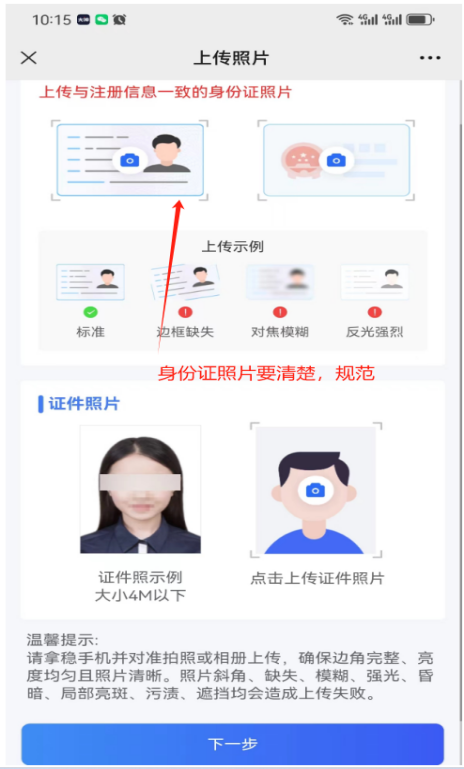 10:15
上传照片
上传与注册信息一致的身份证照片
上传示例
标准
边框缺失
对焦模糊
反光强烈
身份证照片要清楚，规范
证件照片
证件照示例
大小4M以下
点击上传证件照片
温馨提示:
请拿稳手机并对准拍照或相册上传，确保边角完整、亮
度均匀且照片清晰。照片斜角、缺失、模糊、强光、昏
暗、局部亮斑、污渍、遮挡均会造成上传失败。
下一步